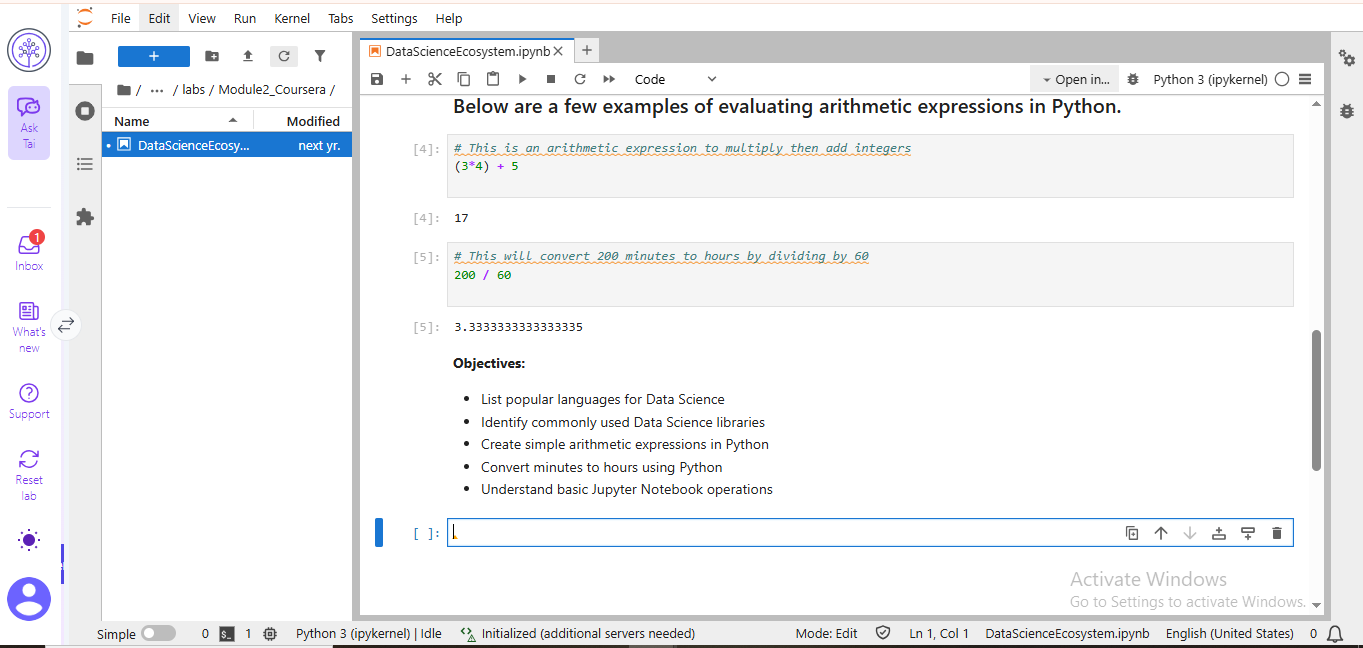 File Edit View Run Kernel Tabs Settings Help
Ask
Tai
Inbox
1
What's
new
Support
Reset
lab
+
/ ··· / labs / Module2_Coursera /
Name Modified
DataScienceEcosy... next yr.
DataScienceEcosystem.ipynb
Code
Open in...
Python 3 (ipykernel)
Below are a few examples of evaluating arithmetic expressions in Python.
[4]: # This is an arithmetic expression to multiply then add integers
(3*4) + 5
[4]: 17
[5]: # This will convert 200 minutes to hours by dividing by 60
200 / 60
[5]: 3.3333333333333335
Objectives:
• List popular languages for Data Science
• Identify commonly used Data Science libraries
• Create simple arithmetic expressions in Python
• Convert minutes to hours using Python
• Understand basic Jupyter Notebook operations
[ ]:
Activate Windows
Go to Settings to activate Windows.
Simple 0 $_ 1 Python 3 (ipykernel) | Idle Initialized (additional servers needed) Mode: Edit Ln 1, Col 1 DataScienceEcosystem.ipynb English (United States) 0